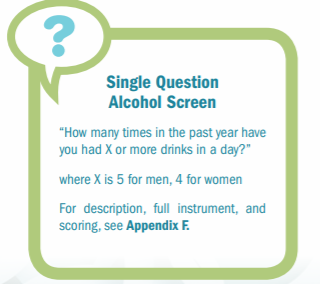 ?
Single Question
Alcohol Screen
“How many times in the past year have
you had X or more drinks in a day?”
where X is 5 for men, 4 for women
For description, full instrument, and
scoring, see Appendix F.